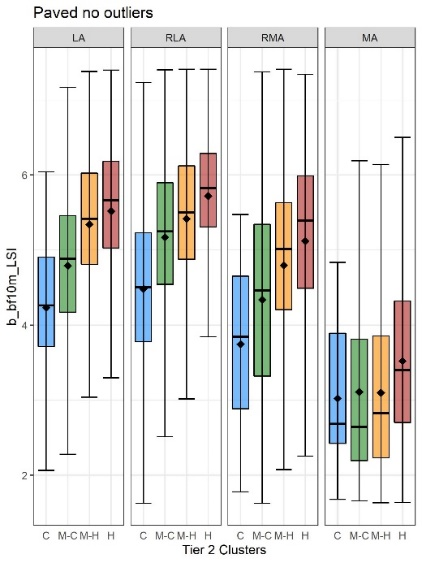 Paved no outliers
LA RLA RMA MA
b_bf10m_LSI
6
4
2
C M-C M-H H C M-C M-H H C M-C M-H H C M-C M-H H
Tier 2 Clusters